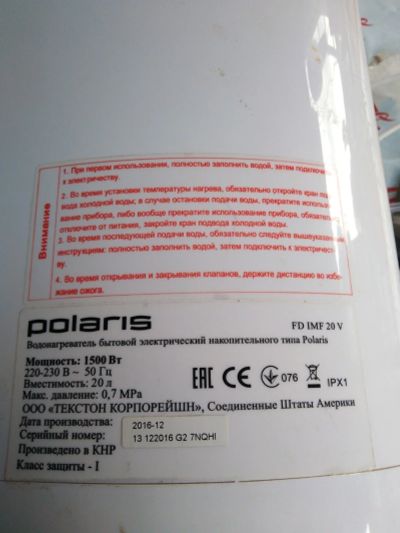 1. При первом использовании, полностью заполнить водой, затем подключить
к электричеству.
2. Во время установки температуры нагрева, обязательно откройте кран под
вода холодной воды; в случае остановки подачи воды, прекратите использ
вание прибора, либо вообще прекратите использование прибора, обязательно
отключите от питания, закройте кран подвода холодной воды.
3. Во время последующей подачи воды, обязательно следуйте вышеуказанным
инструкциям: полностью заполнить водой, затем подключить к электричест
ву.
4. Во время открывания и закрывания клапанов, держите дистанцию во избе
жание ожога.
Внимание
polaris
FD IMF 20 V
Водонагреватель бытовой электрический накопительного типа Polaris
Мощность: 1500 Вт
220-230 В ~ 50 Гц
Вместимость: 20 л
Макс. давление: 0,7 MPa
EAC CE 076 IPX1
ООО «ТЕКСТОН КОРПОРЕЙШН», Соединенные Штаты Америки
Дата производства: 2016-12
Серийный номер: 13 122016 G2 7NQHI
Произведено в КНР
Класс защиты - I